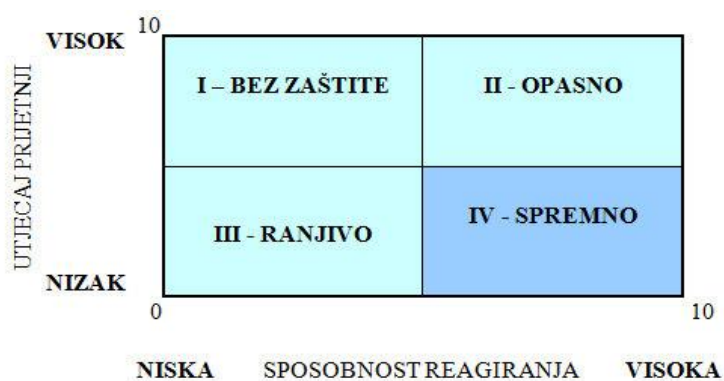 10
VISOK
I – BEZ ZAŠTITE
II - OPASNO
UTJECAJ PRIJETNJI
III - RANJIVO
IV - SPREMNO
NIZAK
0
10
NISKA SPOSOBNOST REAGIRANJA VISOKA